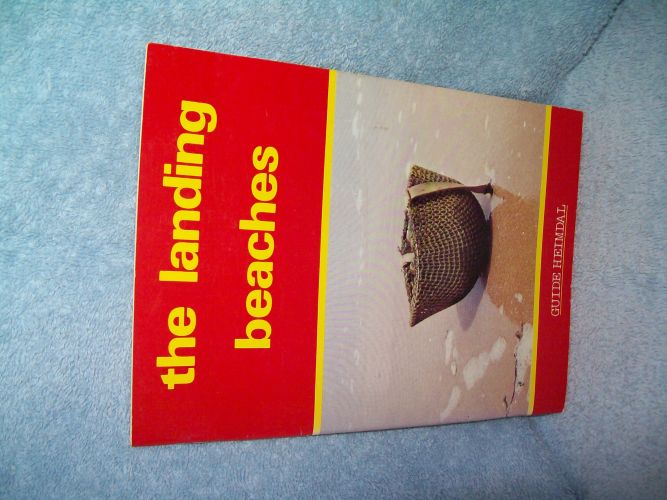 the landing
beaches
GUIDE HEIMDAL